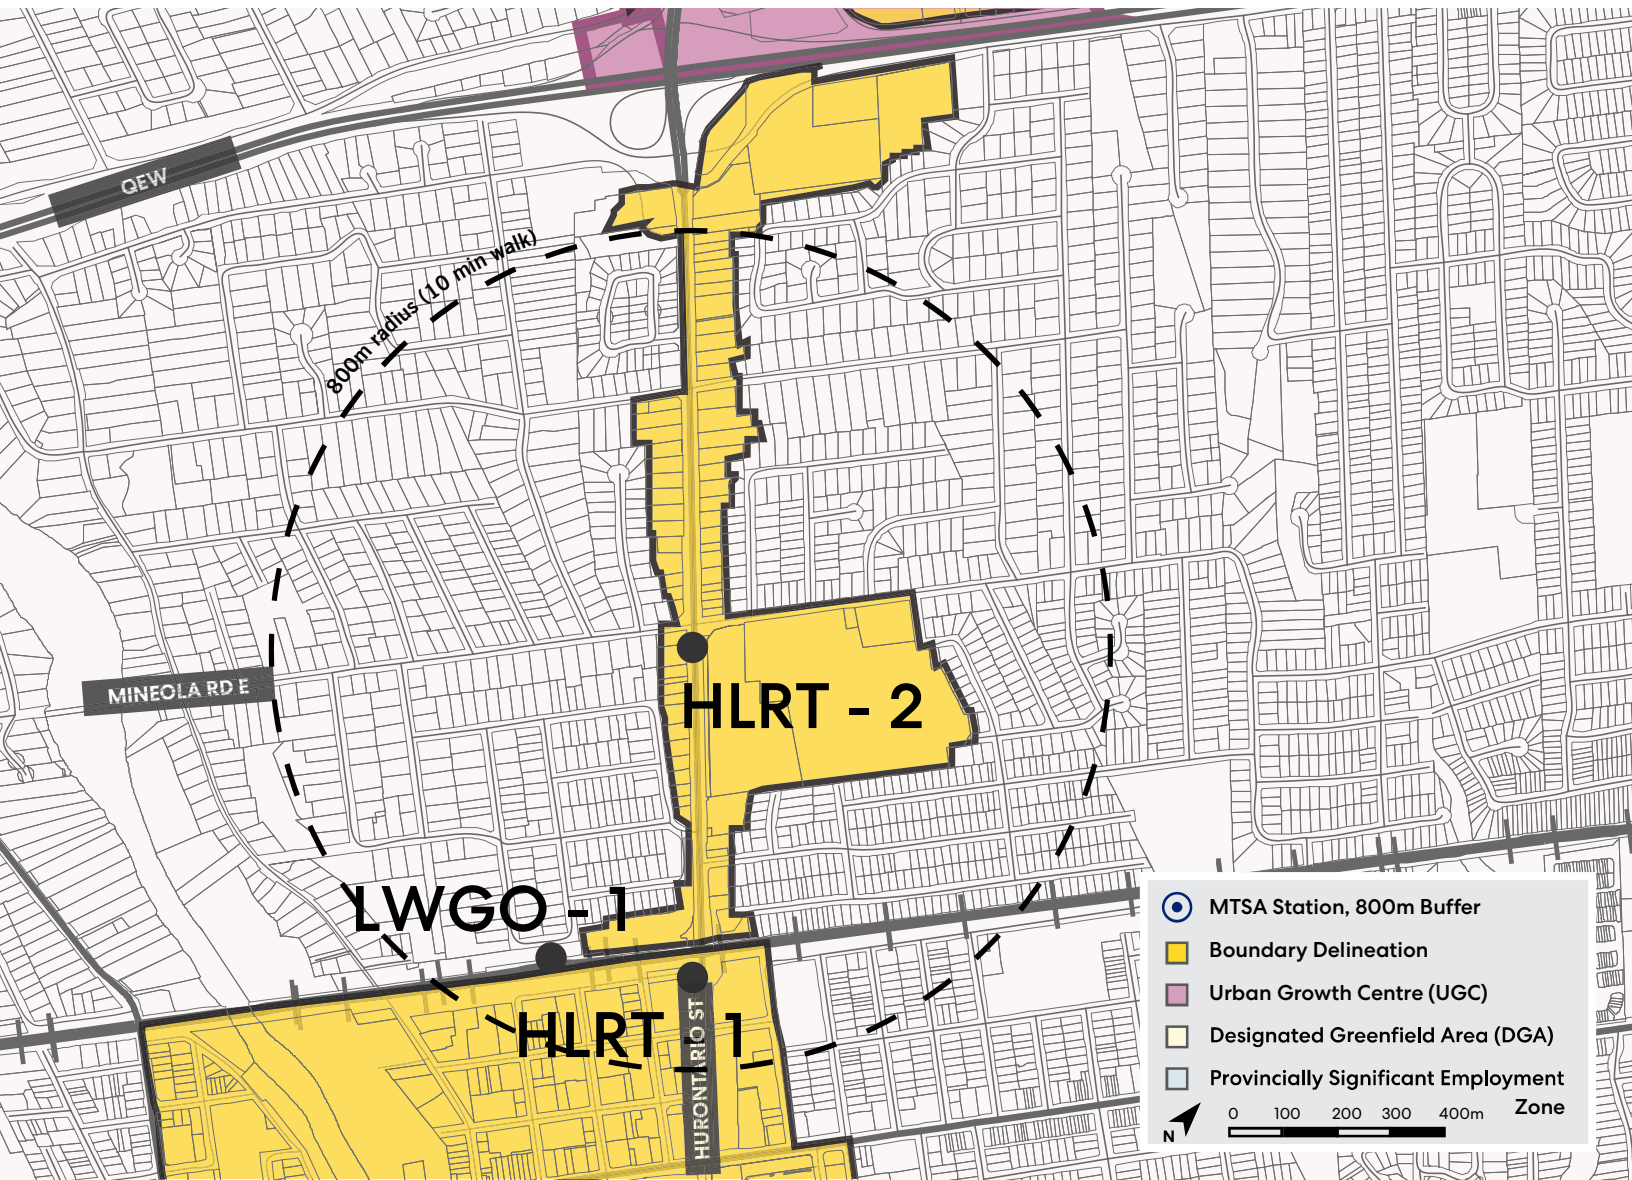 QEW
800m radius (10 min walk)
MINEOLA RD E
HLRT - 2
LWGO - 1
HLRT - 1
HURONTARIO ST
MTSA Station, 800m Buffer
Boundary Delineation
Urban Growth Centre (UGC)
Designated Greenfield Area (DGA)
Provincially Significant Employment
Zone
N
0 100 200 300 400m